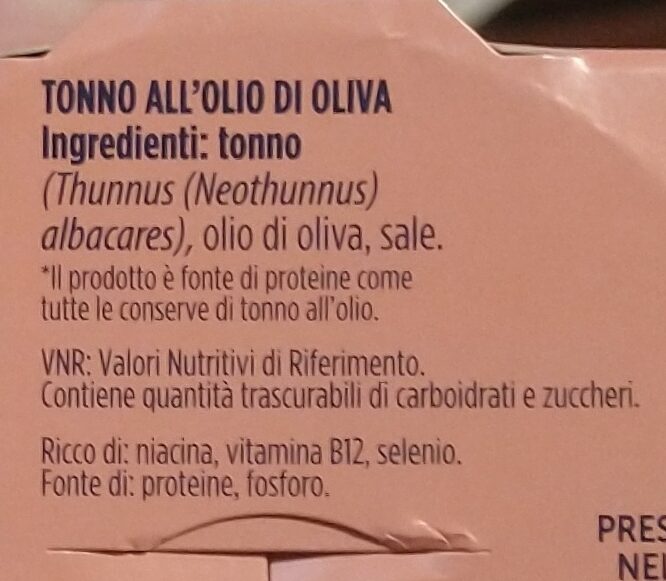 TONNO ALL'OLIO DI OLIVA
Ingredienti: tonno
(Thunnus (Neothunnus)
albacares), olio di oliva, sale.
*Il prodotto è fonte di proteine come
tutte le conserve di tonno all'olio.
VNR: Valori Nutritivi di Riferimento.
Contiene quantità trascurabili di carboidrati e zuccheri.
Ricco di: niacina, vitamina B12, selenio.
Fonte di: proteine, fosforo.